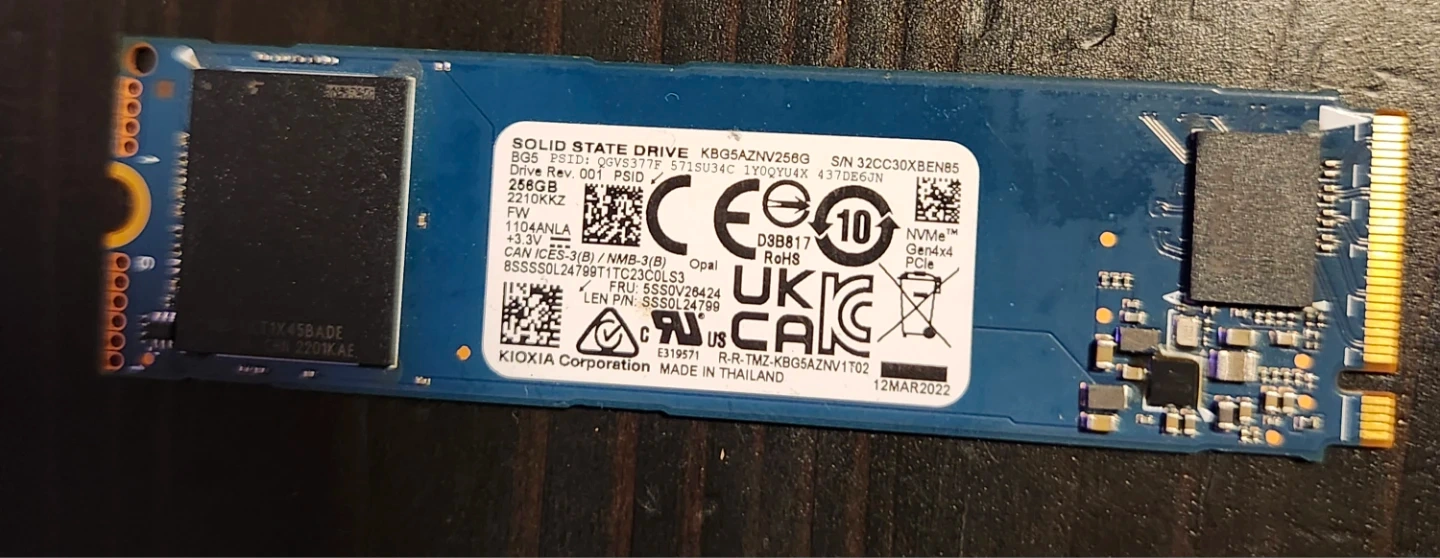 SOLID STATE DRIVE KBG5AZNV256G S/N 32CC30XBEN85
BG5 PSID: QGVS377F 571SU34C 1Y0QYU4X 437DE6JN
Drive Rev. 001 PSID
256GB
2210KKZ
FW
1104ANLA
+3.3V
CAN ICES-3(B) / NMB-3(B)
8SSSS0L24799T1TC23C0LS3
Opal
FRU: 5SS0V26424
LEN P/N: SSS0L24799
CE
10
D3B817
RoHS
NVMe™
Gen4x4
PCIe
UK
CA
C US
E319571
KIOXIA Corporation MADE IN THAILAND
R-R-TMZ-KBG5AZNV1T02
12MAR2022
2201KAE